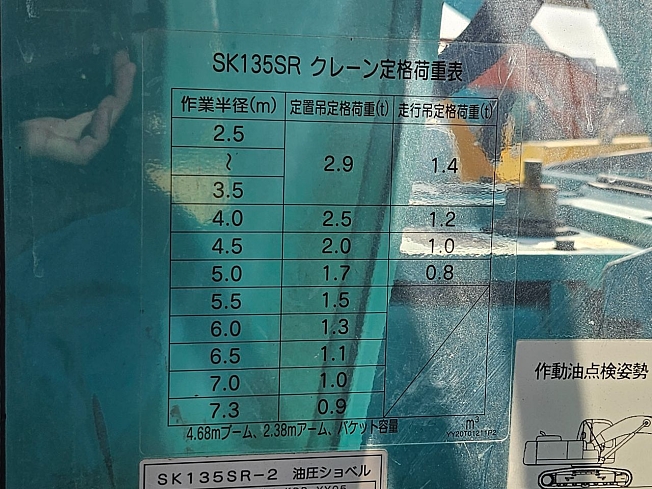 SK135SR クレーン定格荷重表
作業半径(m) 定置吊定格荷重(t) 走行吊定格荷重(t)
2.5
~ 2.9 1.4
3.5
4.0 2.5 1.2
4.5 2.0 1.0
5.0 1.7 0.8
5.5 1.5
6.0 1.3
6.5 1.1
7.0 1.0
7.3 0.9
4.68mブーム、2.38mアーム、バケット容量 m³
YY20T01211P2
作動油点検姿勢
SK135SR-2 油圧ショベル